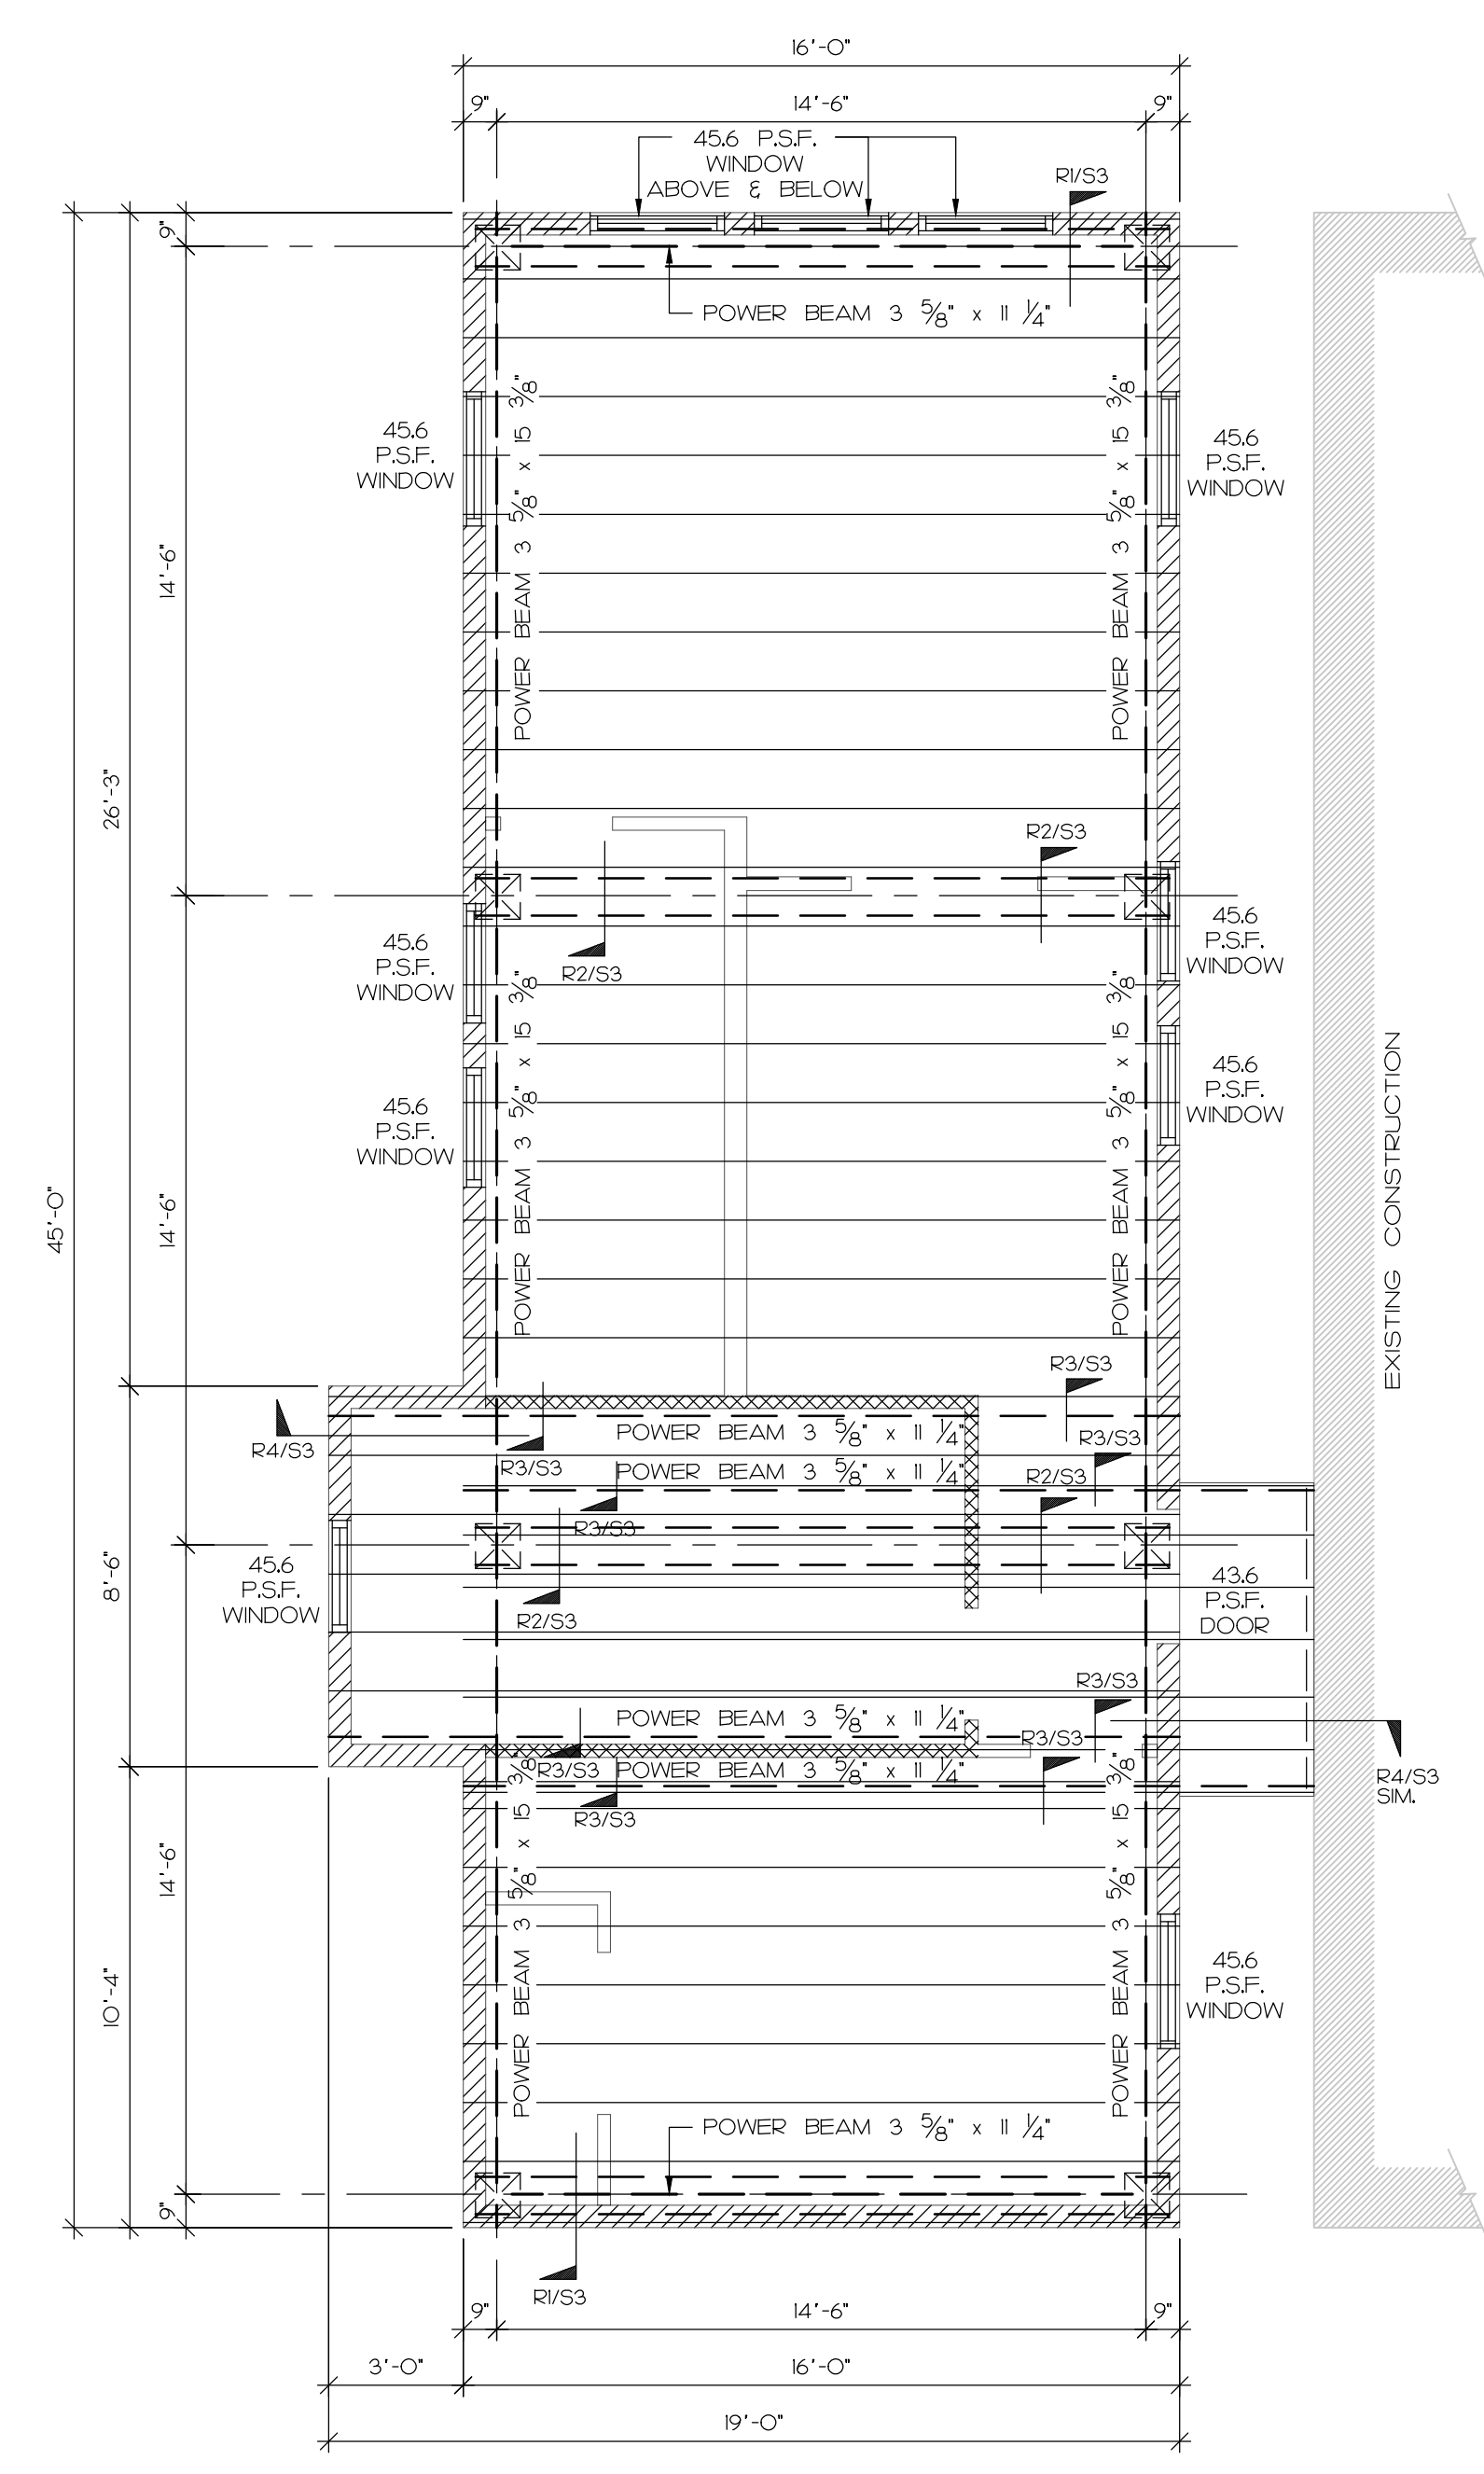 16'-0"
9"
14'-6"
9"
45.6 P.S.F.
WINDOW
ABOVE & BELOW
R1/S3
9"
POWER BEAM 3 5/8" x 11 1/4"
45.6
P.S.F.
WINDOW
POWER BEAM 3 5/8" x 15 3/8"
POWER BEAM 3 5/8" x 15 3/8"
45.6
P.S.F.
WINDOW
14'-6"
26'-3"
R2/S3
45.6
P.S.F.
WINDOW
R2/S3
45.6
P.S.F.
WINDOW
45.6
P.S.F.
WINDOW
POWER BEAM 3 5/8" x 15 3/8"
POWER BEAM 3 5/8" x 15 3/8"
45.6
P.S.F.
WINDOW
EXISTING CONSTRUCTION
45'-0"
14'-6"
R3/S3
R4/S3
POWER BEAM 3 5/8" x 11 1/4"
R3/S3
R3/S3
POWER BEAM 3 5/8" x 11 1/4"
R2/S3
R3/S3
8'-6"
45.6
P.S.F.
WINDOW
R2/S3
43.6
P.S.F.
DOOR
R3/S3
POWER BEAM 3 5/8" x 11 1/4"
R3/S3
R3/S3
POWER BEAM 3 5/8" x 11 1/4"
R4/S3
SIM.
R3/S3
14'-6"
POWER BEAM 3 5/8" x 15 3/8"
POWER BEAM 3 5/8" x 15 3/8"
45.6
P.S.F.
WINDOW
10'-4"
POWER BEAM 3 5/8" x 11 1/4"
9"
R1/S3
9"
14'-6"
9"
3'-0"
16'-0"
19'-0"